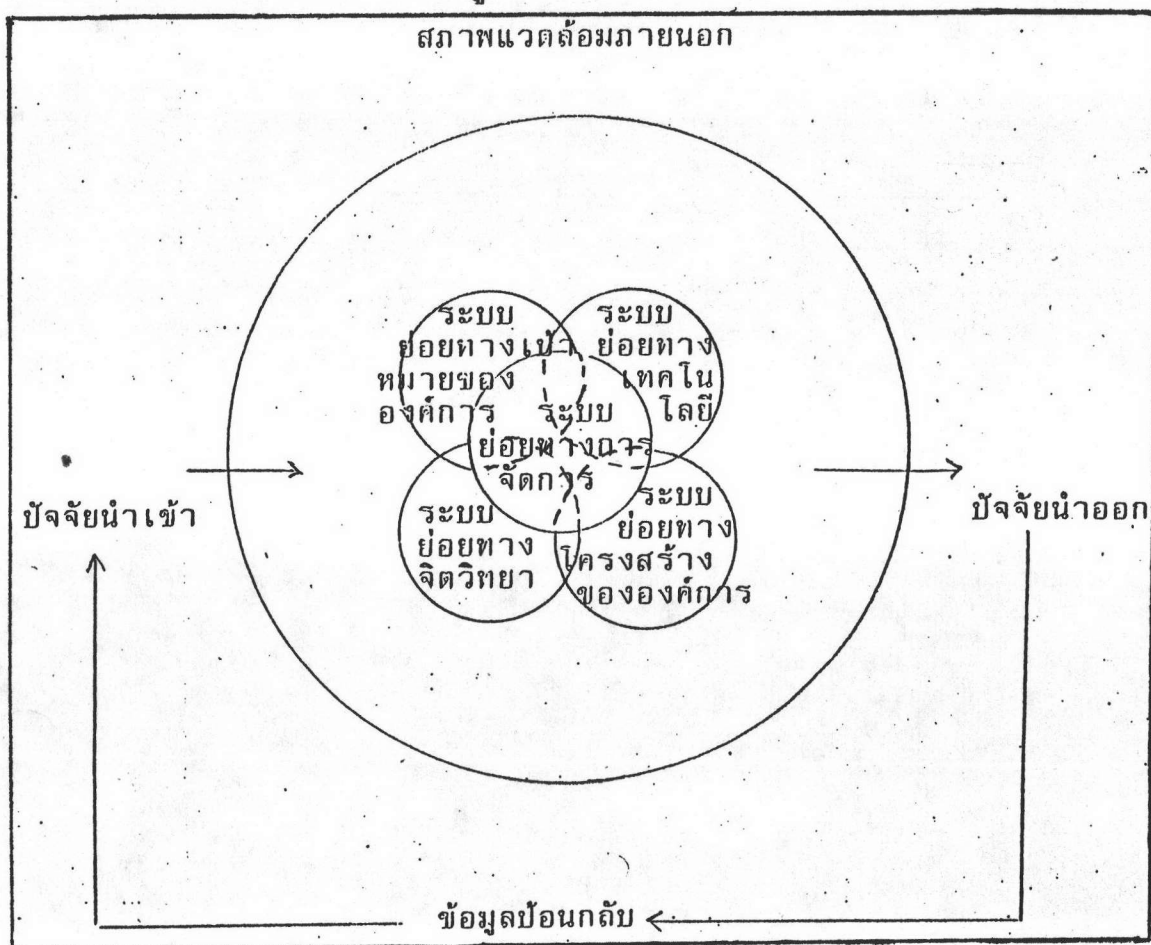 สภาพแวดล้อมภายนอก
ระบบ
ย่อยทางเป้า
หมายของ
องค์การ
ระบบ
ย่อยทาง
เทคโน
โลยี
ระบบ
ย่อยทางการ
จัดการ
ระบบ
ย่อยทาง
จิตวิทยา
ระบบ
ย่อยทาง
โครงสร้าง
ขององค์การ
ปัจจัยนำเข้า
ปัจจัยนำออก
ข้อมูลป้อนกลับ